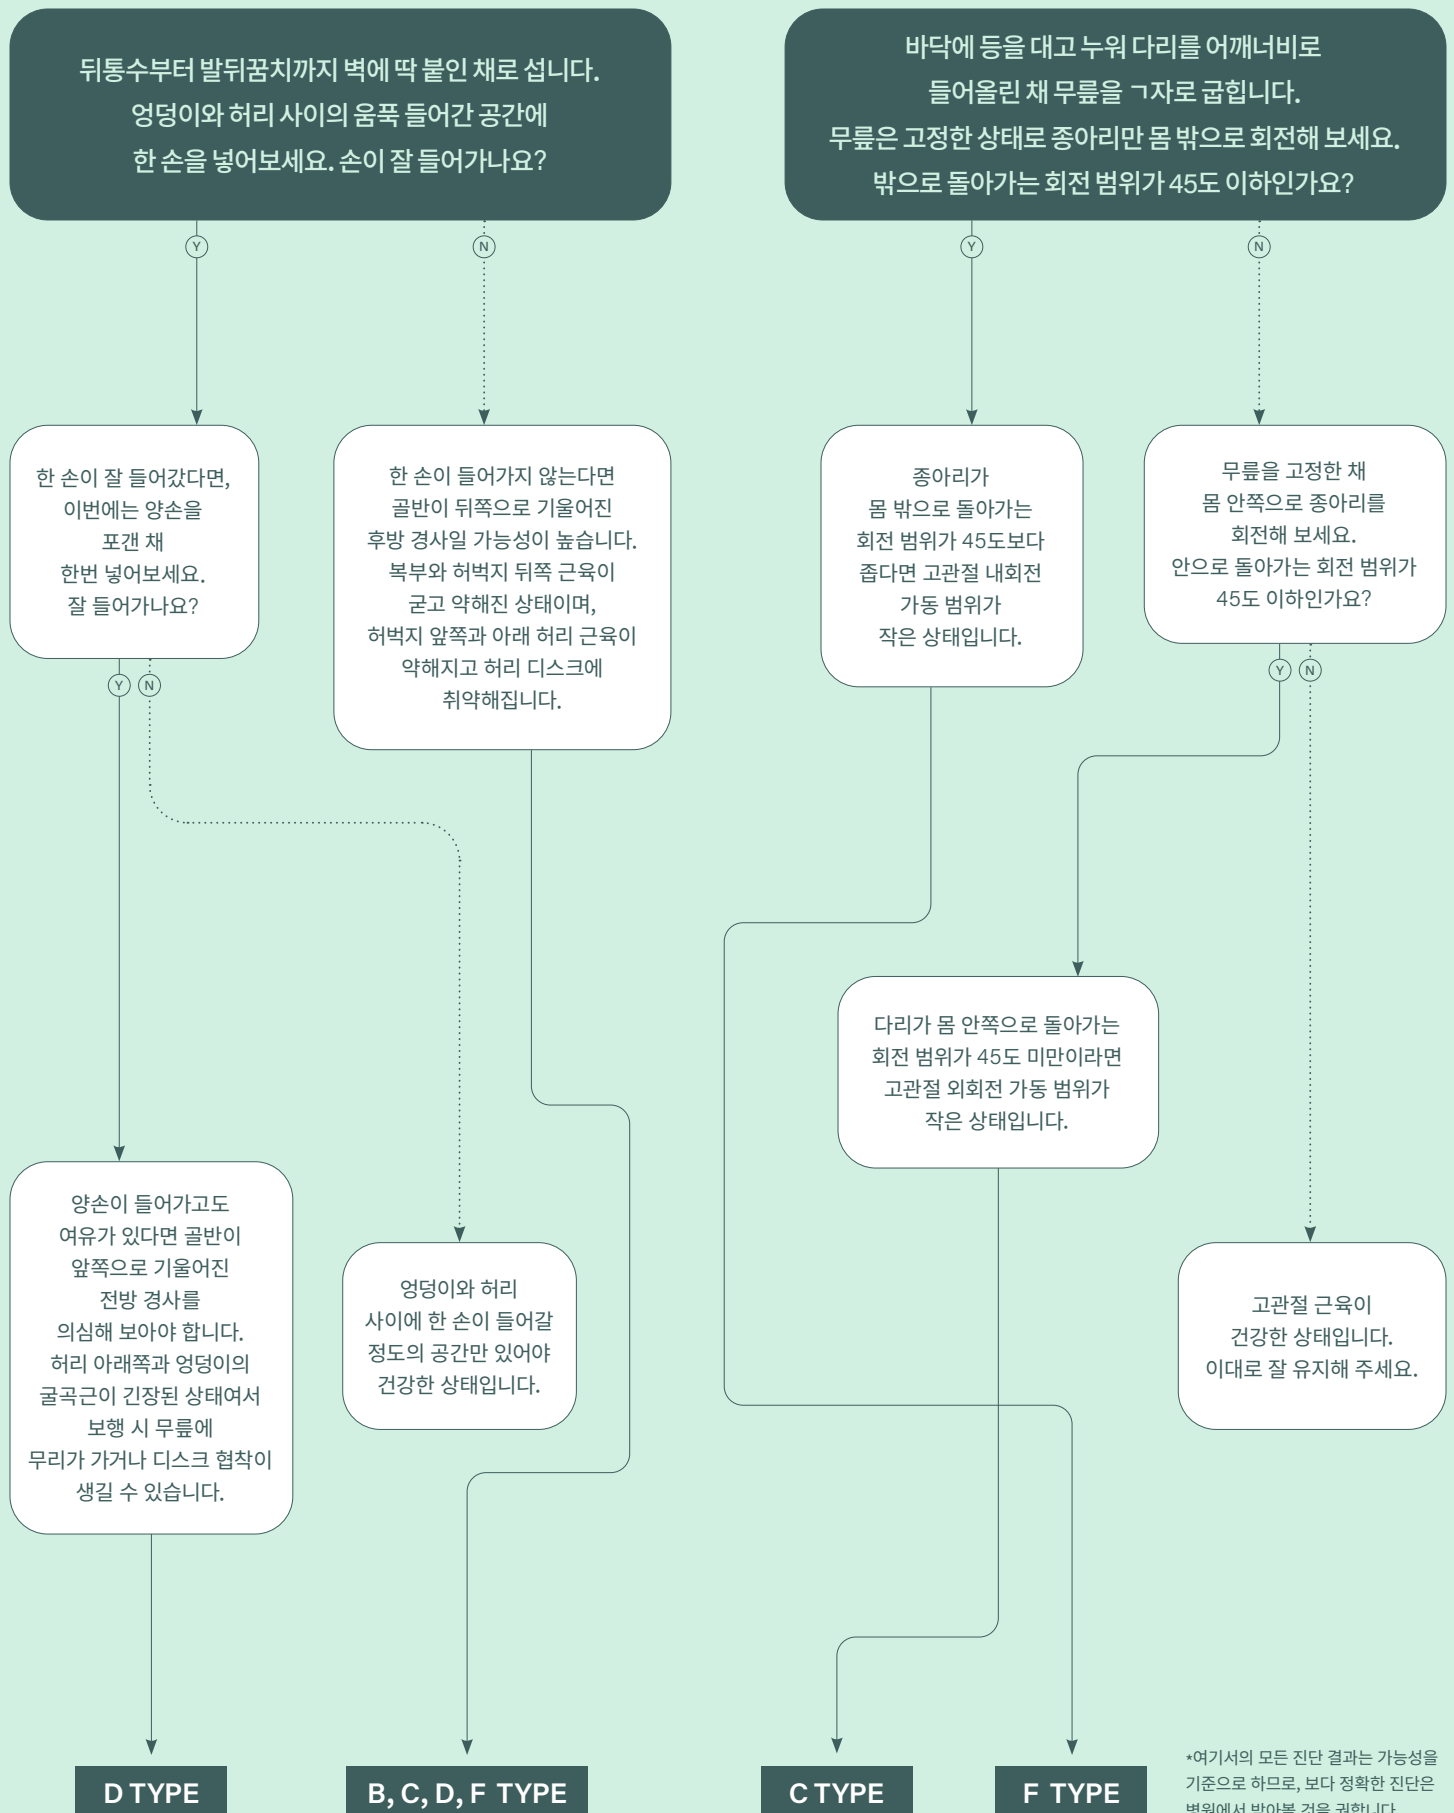 뒤통수부터 발뒤꿈치까지 벽에 딱 붙인 채로 섭니다.
엉덩이와 허리 사이의 움푹 들어간 공간에
한 손을 넣어보세요. 손이 잘 들어가나요?
Y
N
한 손이 잘 들어갔다면,
이번에는 양손을
포갠 채
한번 넣어보세요.
잘 들어가나요?
Y
N
한 손이 들어가지 않는다면
골반이 뒤쪽으로 기울어진
후방 경사일 가능성이 높습니다.
복부와 허벅지 뒤쪽 근육이
굳고 약해진 상태이며,
허벅지 앞쪽과 아래 허리 근육이
약해지고 허리 디스크에
취약해집니다.
양손이 들어가고도
여유가 있다면 골반이
앞쪽으로 기울어진
전방 경사를
의심해 보아야 합니다.
허리 아래쪽과 엉덩이의
굴곡근이 긴장된 상태여서
보행 시 무릎에
무리가 가거나 디스크 협착이
생길 수 있습니다.
엉덩이와 허리
사이에 한 손이 들어갈
정도의 공간만 있어야
건강한 상태입니다.
D TYPE
B, C, D, F TYPE
바닥에 등을 대고 누워 다리를 어깨너비로
들어올린 채 무릎을 ㄱ자로 굽힙니다.
무릎은 고정한 상태로 종아리만 몸 밖으로 회전해 보세요.
밖으로 돌아가는 회전 범위가 45도 이하인가요?
Y
N
종아리가
몸 밖으로 돌아가는
회전 범위가 45도보다
좁다면 고관절 내회전
가동 범위가
작은 상태입니다.
무릎을 고정한 채
몸 안쪽으로 종아리를
회전해 보세요.
안으로 돌아가는 회전 범위가
45도 이하인가요?
Y
N
다리가 몸 안쪽으로 돌아가는
회전 범위가 45도 미만이라면
고관절 외회전 가동 범위가
작은 상태입니다.
고관절 근육이
건강한 상태입니다.
이대로 잘 유지해 주세요.
C TYPE
F TYPE
*여기서의 모든 진단 결과는 가능성을
기준으로 하므로, 보다 정확한 진단은
병원에서 받아볼 것을 권합니다